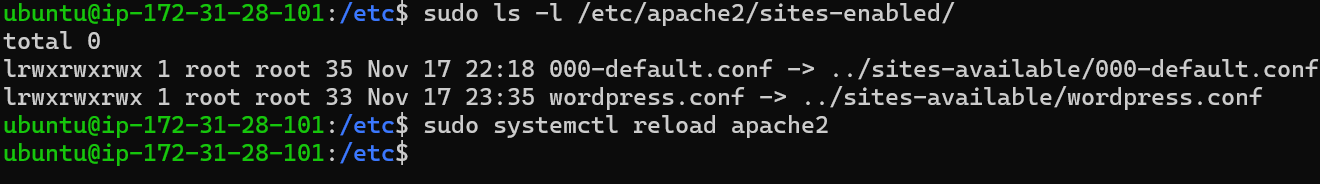 ubuntu@ip-172-31-28-101:/etc$ sudo ls -l /etc/apache2/sites-enabled/
total 0
lrwxrwxrwx 1 root root 35 Nov 17 22:18 000-default.conf -> ../sites-available/000-default.conf
lrwxrwxrwx 1 root root 33 Nov 17 23:35 wordpress.conf -> ../sites-available/wordpress.conf
ubuntu@ip-172-31-28-101:/etc$ sudo systemctl reload apache2
ubuntu@ip-172-31-28-101:/etc$